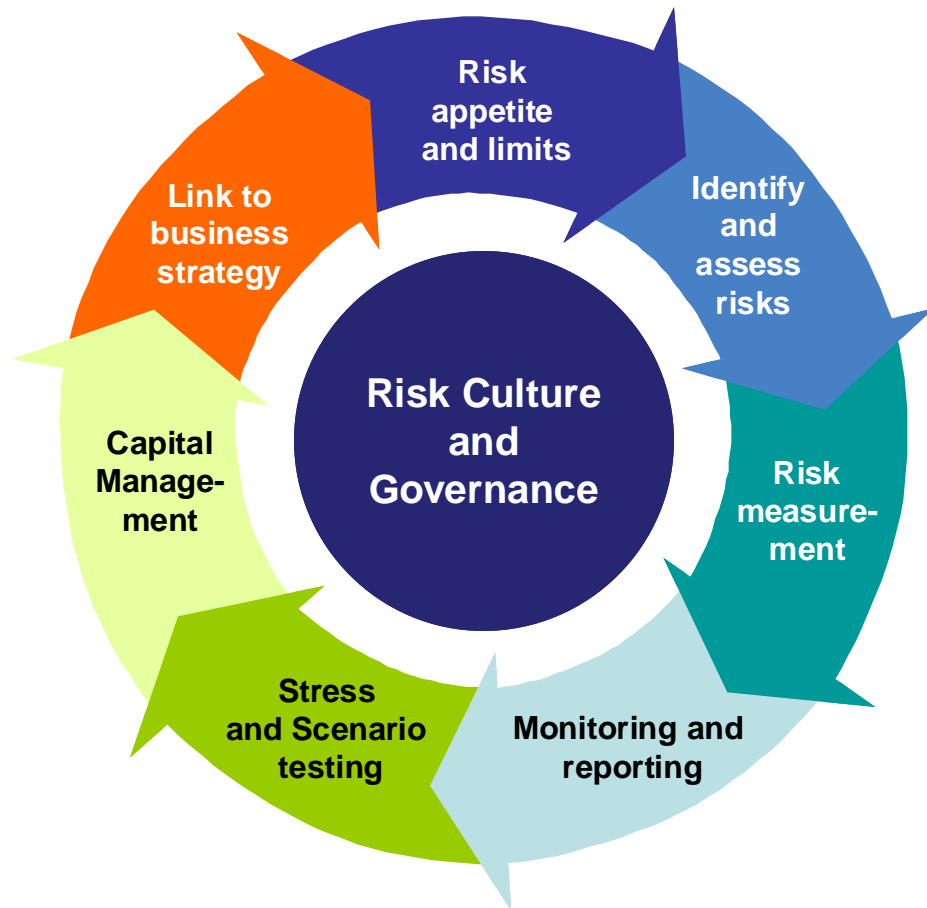 Risk
appetite
and limits
Identify
and
assess
risks
Risk
measure-
ment
Monitoring and
reporting
Stress
and Scenario
testing
Capital
Manage-
ment
Link to
business
strategy
Risk Culture
and
Governance